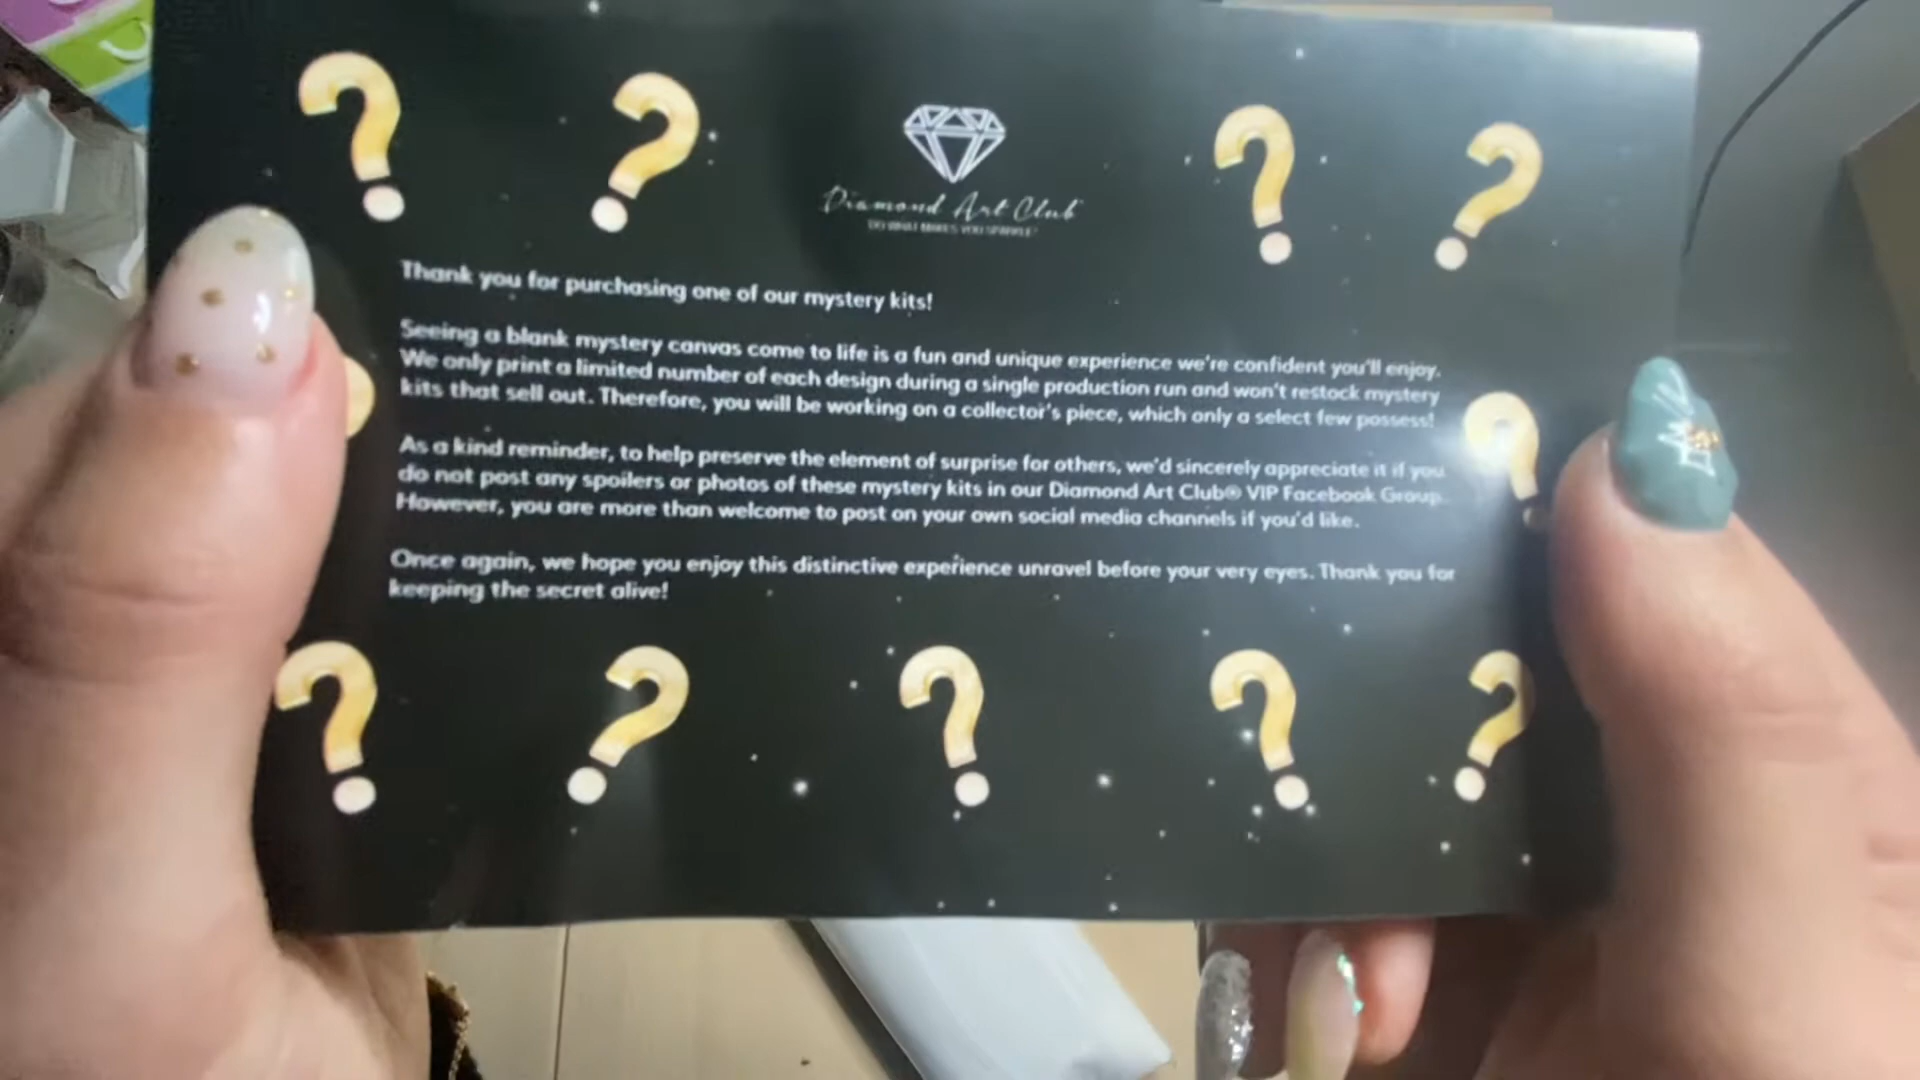 Diamond Art Club
"DO WHAT MAKES YOU SPARKLE"
Thank you for purchasing one of our mystery kits!
Seeing a blank mystery canvas come to life is a fun and unique experience we're confident you'll enjoy.
We only print a limited number of each design during a single production run and won't restock mystery
kits that sell out. Therefore, you will be working on a collector's piece, which only a select few possess!
As a kind reminder, to help preserve the element of surprise for others, we'd sincerely appreciate it if you
do not post any spoilers or photos of these mystery kits in our Diamond Art Club® VIP Facebook Group.
However, you are more than welcome to post on your own social media channels if you'd like.
Once again, we hope you enjoy this distinctive experience unravel before your very eyes. Thank you for
keeping the secret alive!